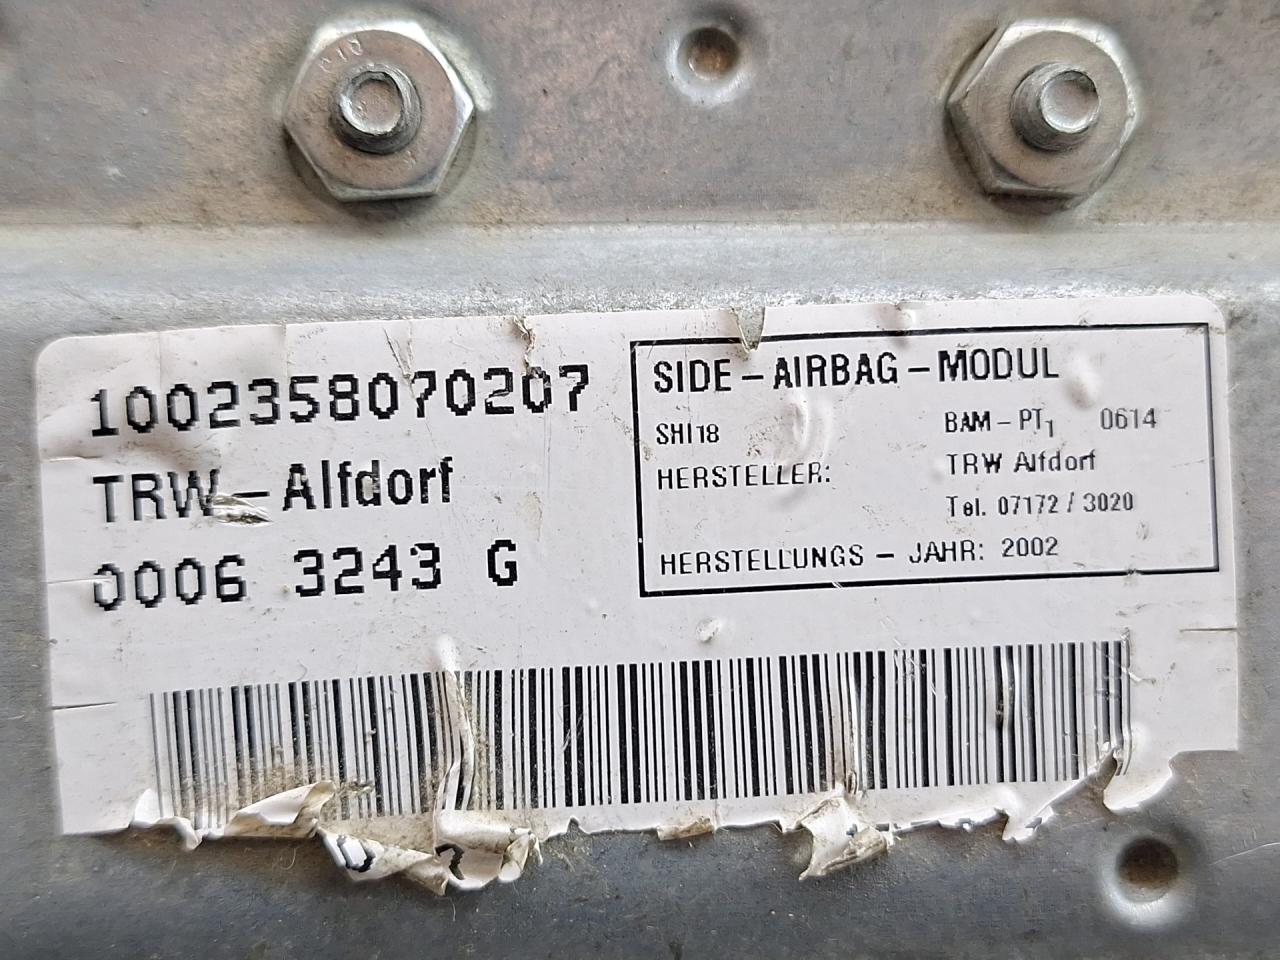 1002358070207
TRW-Alfdorf
0006 3243 G
SIDE-AIRBAG-MODUL
SHI18 BAM-PT1 0614
HERSTELLER: TRW Alfdorf
Tel. 07172 / 3020
HERSTELLUNGS-JAHR: 2002